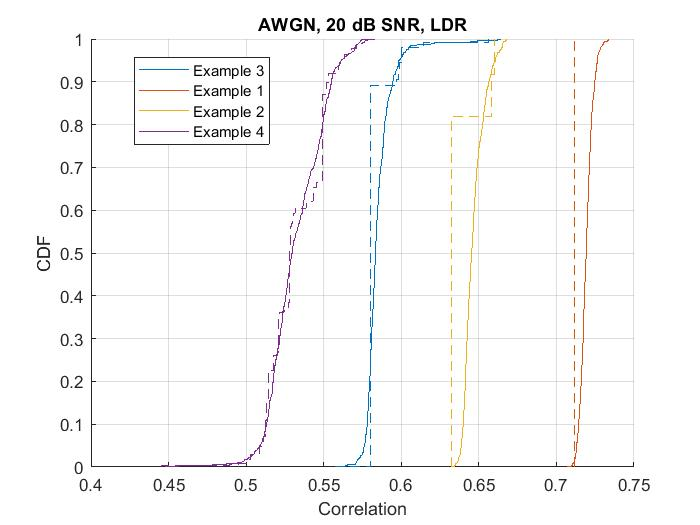 AWGN, 20 dB SNR, LDR
1
0.9
0.8
0.7
0.6
0.5
0.4
0.3
0.2
0.1
0
CDF
Example 3
Example 1
Example 2
Example 4
0.4 0.45 0.5 0.55 0.6 0.65 0.7 0.75
Correlation